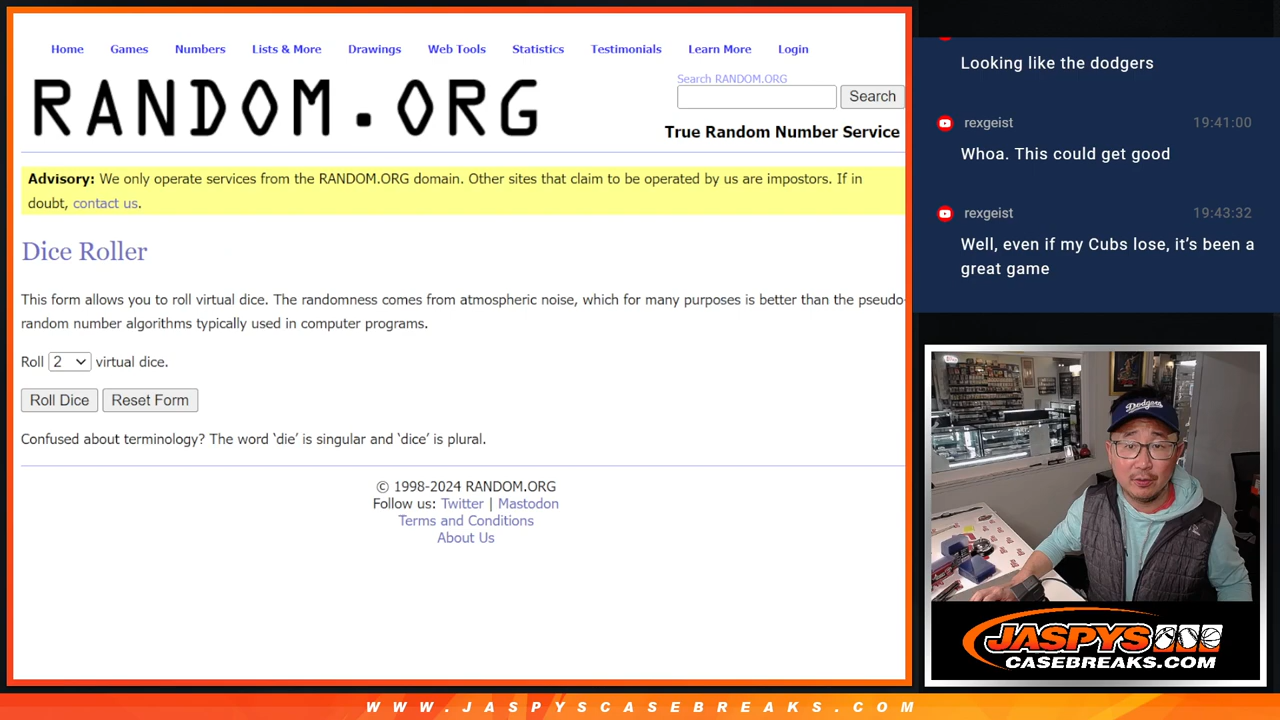 Home Games Numbers Lists & More Drawings Web Tools Statistics Testimonials Learn More Login
RANDOM.ORG
Search RANDOM.ORG
Search
True Random Number Service
Advisory: We only operate services from the RANDOM.ORG domain. Other sites that claim to be operated by us are impostors. If in
doubt, contact us.
Dice Roller
This form allows you to roll virtual dice. The randomness comes from atmospheric noise, which for many purposes is better than the pseudo-
random number algorithms typically used in computer programs.
Roll 2 virtual dice.
Roll Dice Reset Form
Confused about terminology? The word ‘die’ is singular and ‘dice’ is plural.
© 1998-2024 RANDOM.ORG
Follow us: Twitter | Mastodon
Terms and Conditions
About Us
Looking like the dodgers
rexgeist 19:41:00
Whoa. This could get good
rexgeist 19:43:32
Well, even if my Cubs lose, it’s been a
great game
Dodgers
JASPYS
CASEBREAKS.COM
WWW.JASPYSCASEBREAKS.COM